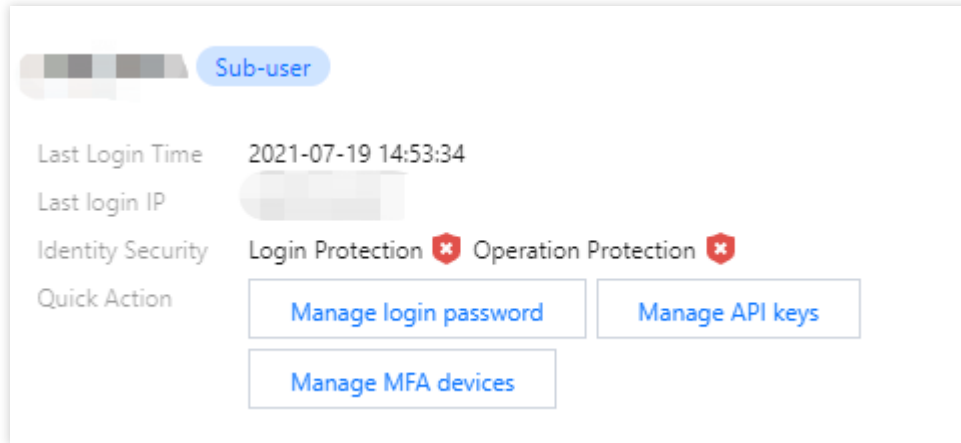 Sub-user
Last Login Time 2021-07-19 14:53:34
Last login IP
Identity Security Login Protection Operation Protection
Quick Action Manage login password Manage API keys
Manage MFA devices